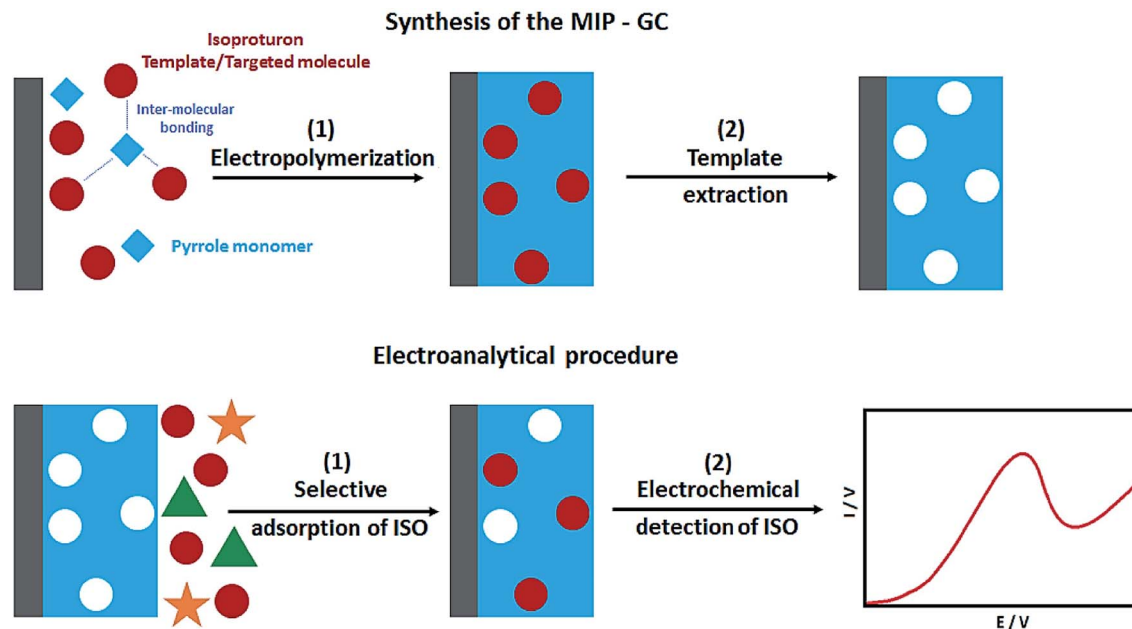 Synthesis of the MIP - GC
Isoproturon
Template/Targeted molecule
Inter-molecular
bonding
(1)
Electropolymerization
(2)
Template
extraction
Pyrrole monomer
Electroanalytical procedure
(1)
Selective
adsorption of ISO
(2)
Electrochemical
detection of ISO
I / V
E / V